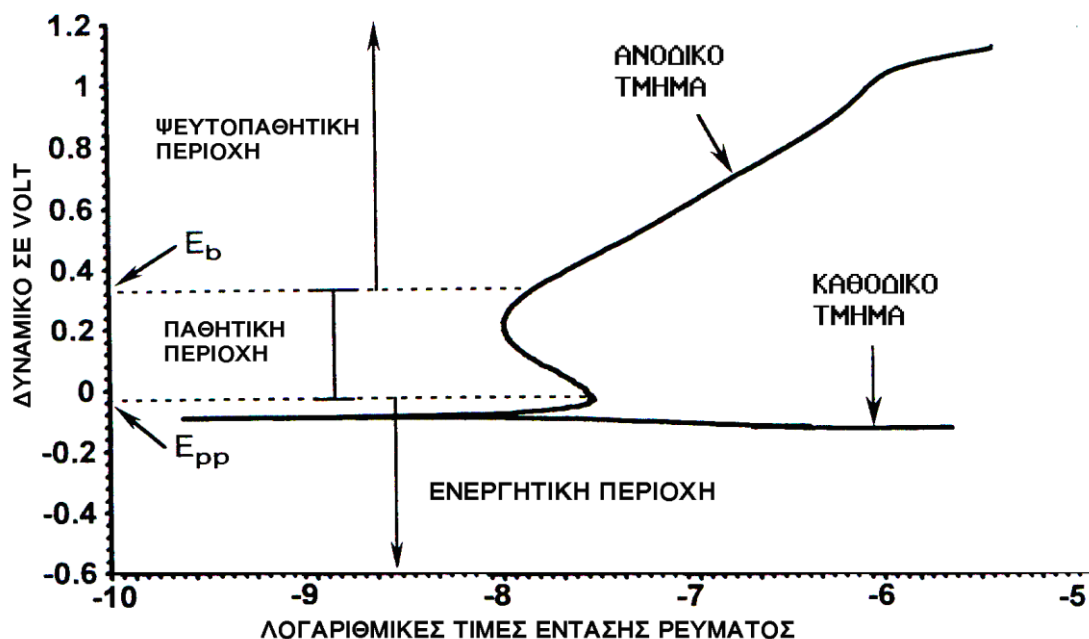 1.2
1
0.8
0.6
0.4
0.2
0
-0.2
-0.4
-0.6
-10
-9
-8
-7
-6
-5
ΔΥΝΑΜΙΚΟ ΣΕ VOLT
ΛΟΓΑΡΙΘΜΙΚΕΣ ΤΙΜΕΣ ΕΝΤΑΣΗΣ ΡΕΥΜΑΤΟΣ
ΨΕΥΤΟΠΑΘΗΤΙΚΗ
ΠΕΡΙΟΧΗ
Eb
ΠΑΘΗΤΙΚΗ
ΠΕΡΙΟΧΗ
Epp
ΕΝΕΡΓΗΤΙΚΗ ΠΕΡΙΟΧΗ
ΑΝΟΔΙΚΟ
ΤΜΗΜΑ
ΚΑΘΟΔΙΚΟ
ΤΜΗΜΑ